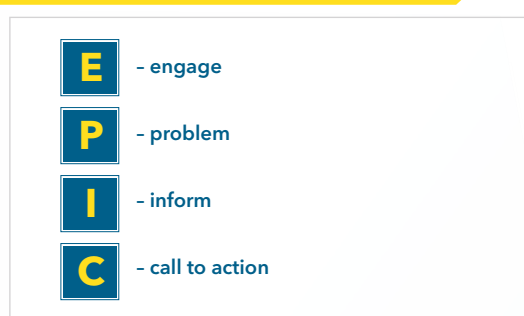 E – engage
P – problem
I – inform
C – call to action